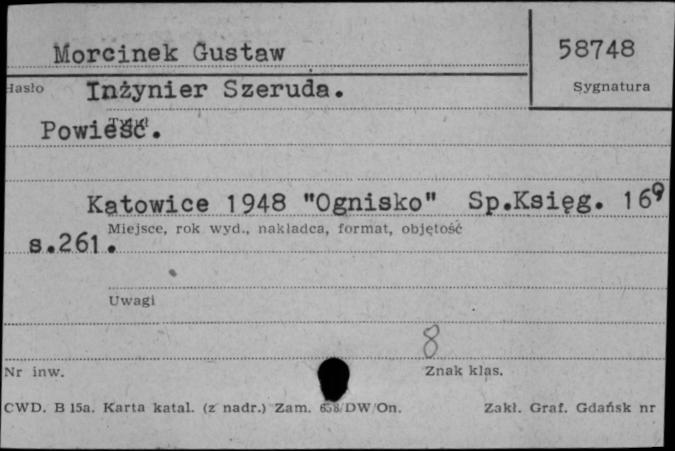 Morcinek Gustaw
58748
Hasło Inżynier Szeruda.
Sygnatura
Powieść.
Tytuł
Katowice 1948 "Ognisko" Sp.Księg. 16°
Miejsce, rok wyd., nakładca, format, objętość
s.261.
Uwagi
8
Nr inw.
Znak klas.
CWD. B 15a. Karta katal. (z nadr.) Zam. 658/DW/On.
Zakł. Graf. Gdańsk nr